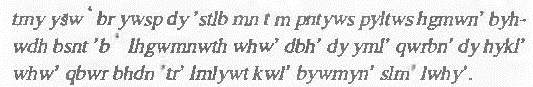 tmy yšw ‘ br ywsp dy ’stlb mn t m pntyws pyltws hgmwn’ byh-
wdh bsnt ’b‘ lhgwmnwth whw’ dbh’ dy yml’ qwrbn’ dy hykl’
whw’ qbwr bhdn ’tr’ lmlywt kwl’ bywmyn’ slm’ lwhy’.